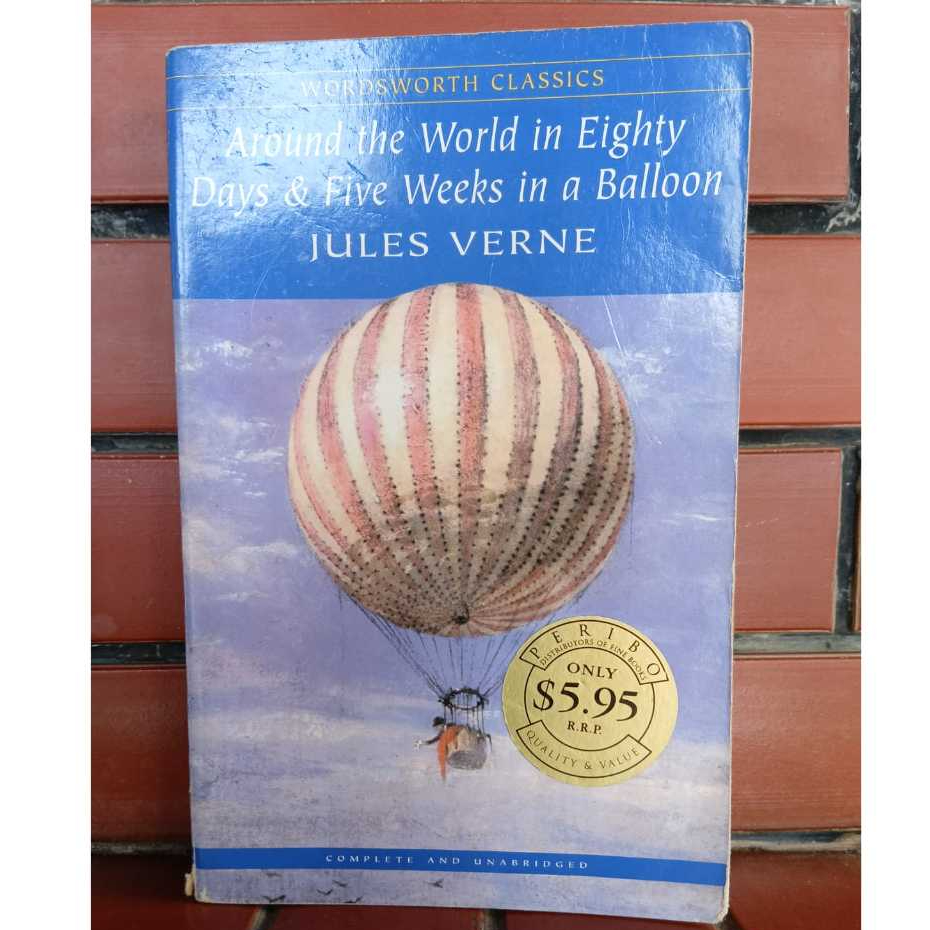 WORDSWORTH CLASSICS
Around the World in Eighty
Days & Five Weeks in a Balloon
JULES VERNE
PERIBO
DISTRIBUTORS OF FINE BOOKS
ONLY
$5.95
R.R.P.
QUALITY & VALUE
COMPLETE AND UNABRIDGED